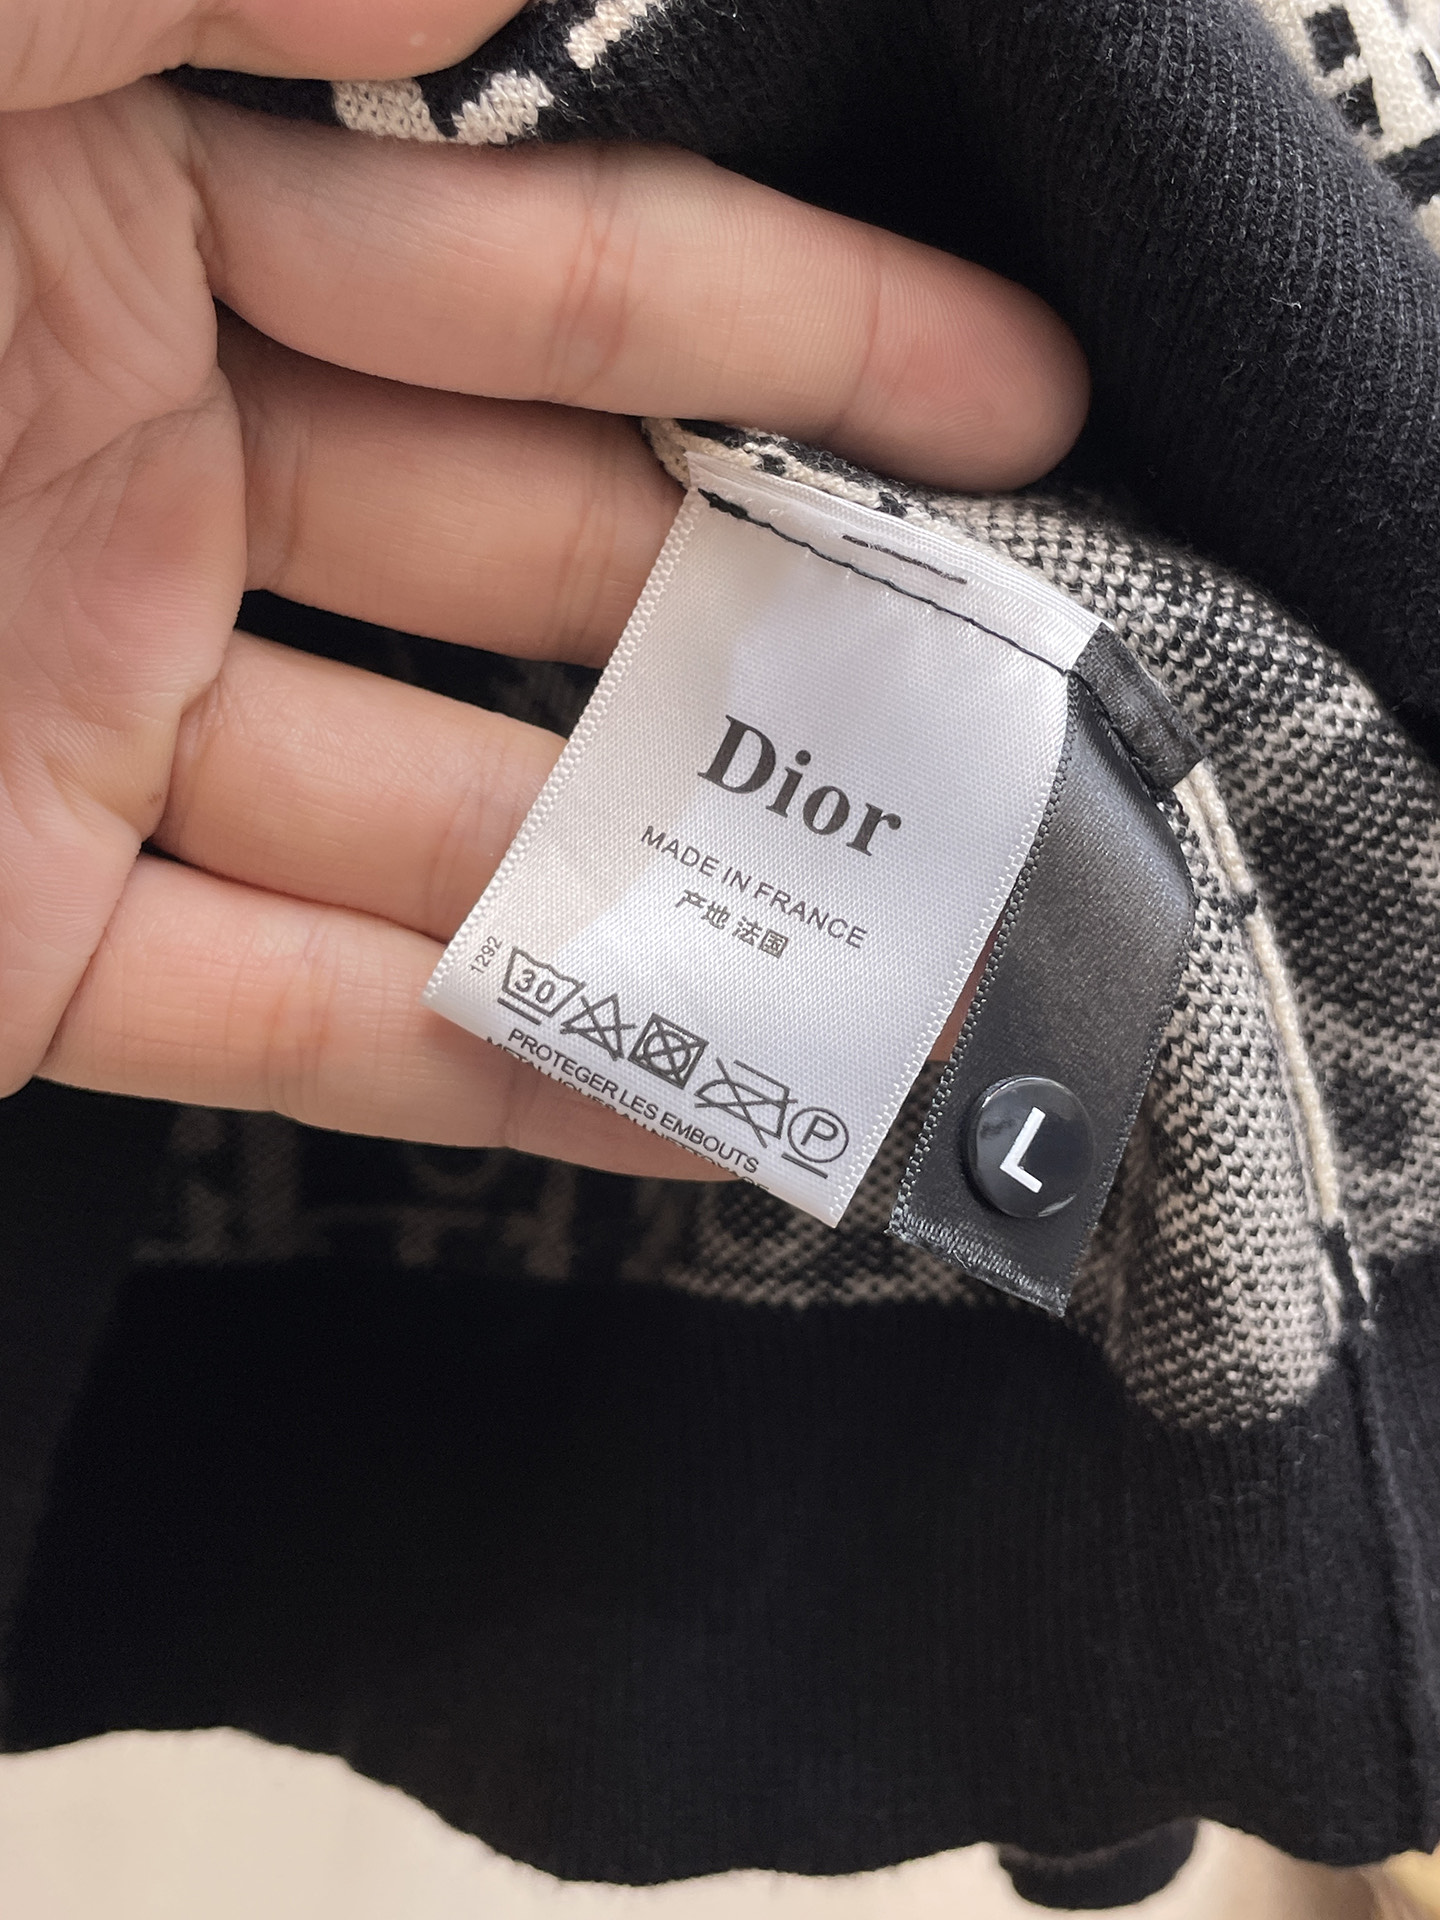 Dior
MADE IN FRANCE
产地 法国
1292
30
P
PROTEGER LES EMBOUTS
L